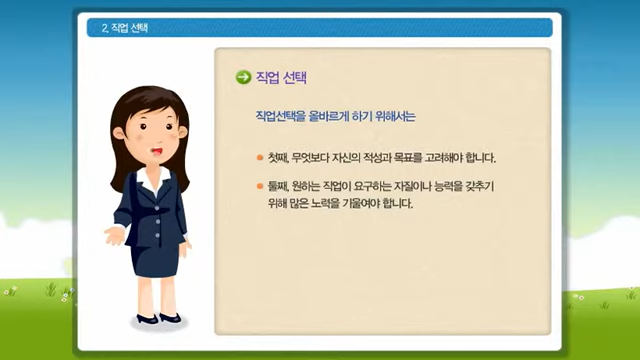 2. 직업 선택
직업 선택
직업선택을 올바르게 하기 위해서는
첫째, 무엇보다 자신의 적성과 목표를 고려해야 합니다.
둘째, 원하는 직업이 요구하는 자질이나 능력을 갖추기
위해 많은 노력을 기울여야 합니다.